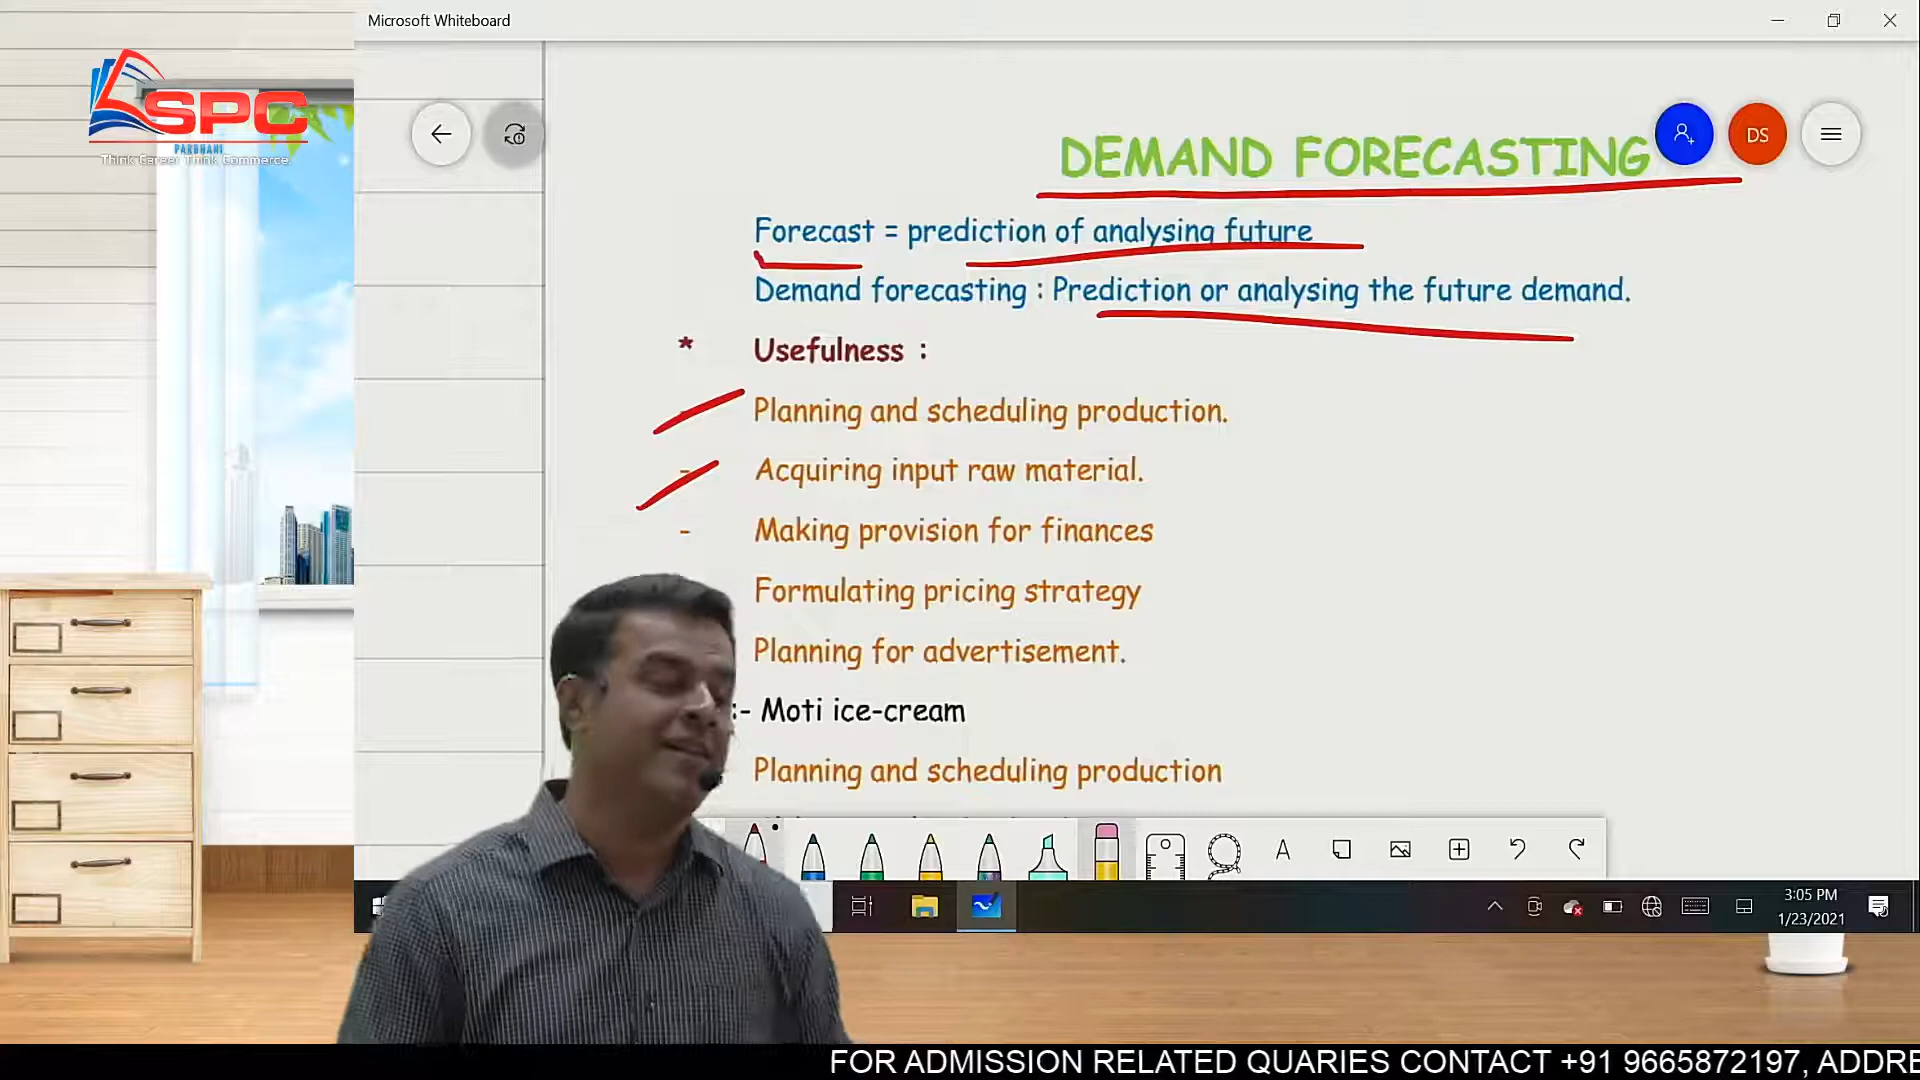 Microsoft Whiteboard
SPC
PARBHANI
Think Career Think Commerce.
DEMAND FORECASTING
DS
Forecast = prediction of analysing future
Demand forecasting : Prediction or analysing the future demand.
* Usefulness :
- Planning and scheduling production.
- Acquiring input raw material.
- Making provision for finances
Formulating pricing strategy
Planning for advertisement.
:- Moti ice-cream
Planning and scheduling production
A
3:05 PM
1/23/2021
FOR ADMISSION RELATED QUARIES CONTACT +91 9665872197, ADDRE